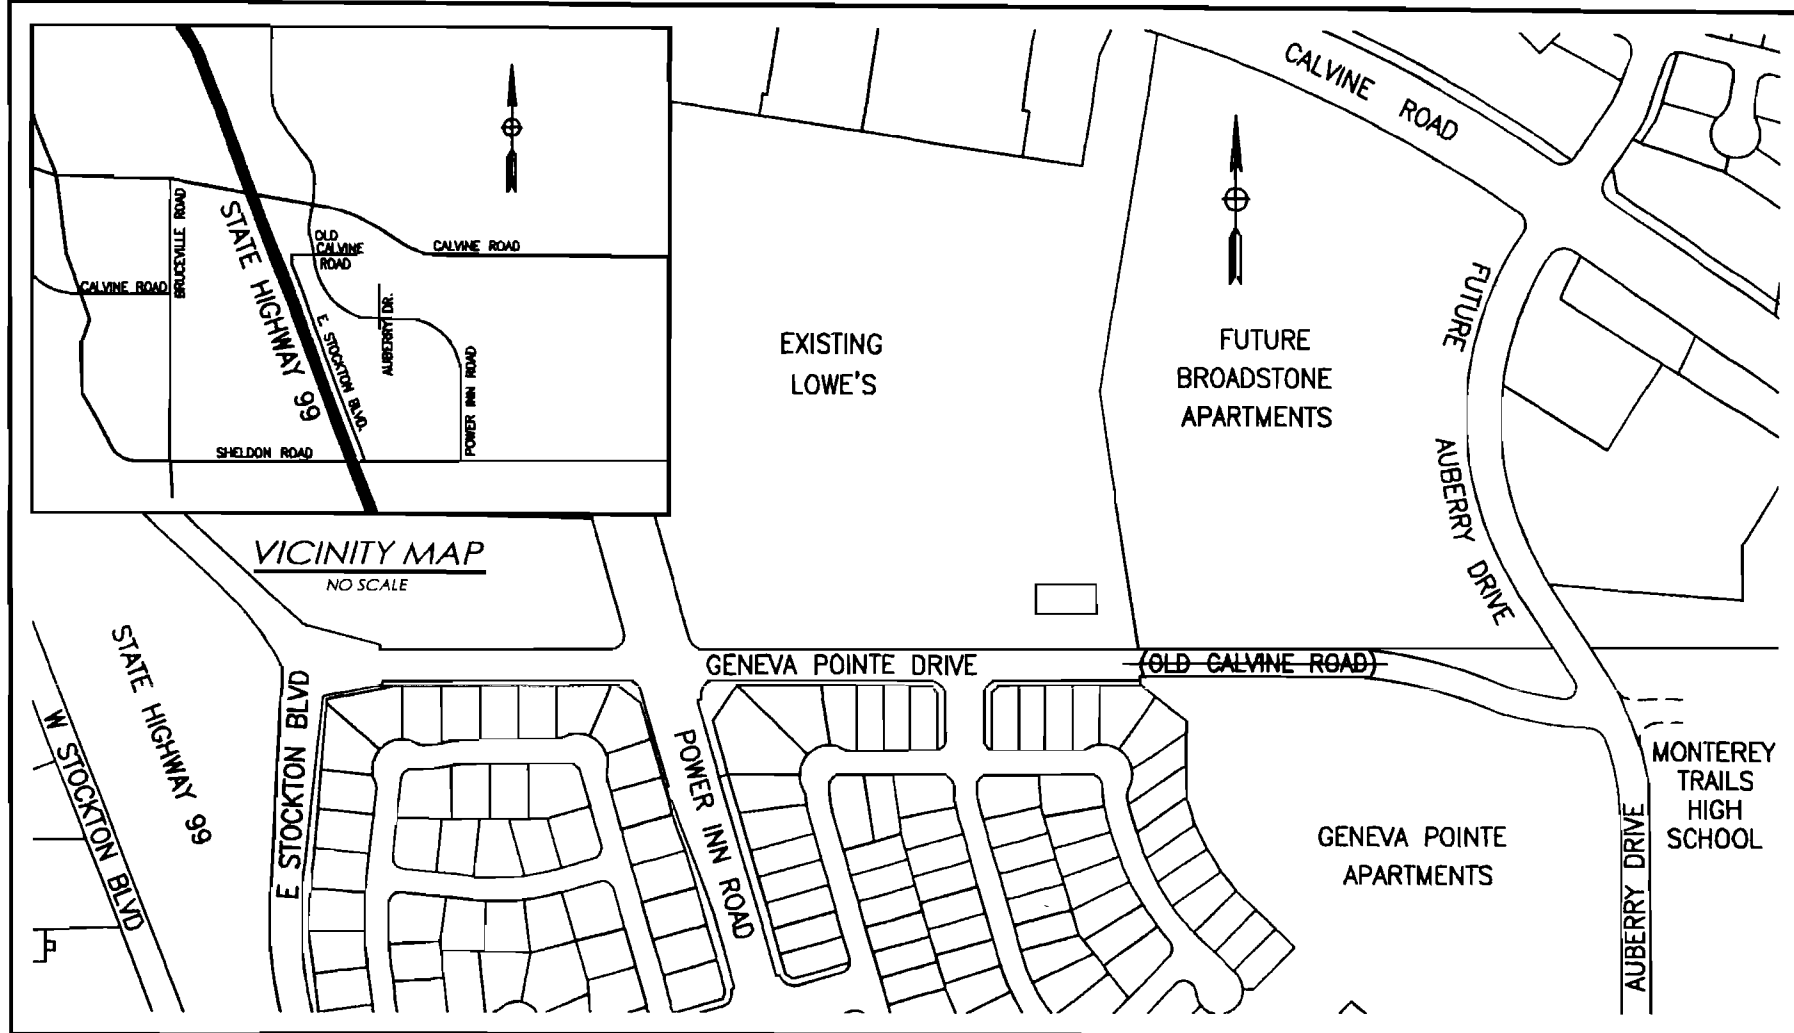 STATE HIGHWAY 99
BRUCEVILLE ROAD
CALVINE ROAD
OLD
CALVINE
ROAD
CALVINE ROAD
E STOCKTON BLVD.
AUBERRY DR.
POWER INN ROAD
SHELDON ROAD
VICINITY MAP
NO SCALE
CALVINE ROAD
EXISTING
LOWE'S
FUTURE
BROADSTONE
APARTMENTS
FUTURE
AUBERRY DRIVE
STATE HIGHWAY 99
W STOCKTON BLVD
E STOCKTON BLVD
GENEVA POINTE DRIVE
(OLD CALVINE ROAD)
POWER INN ROAD
GENEVA POINTE
APARTMENTS
AUBERRY DRIVE
MONTEREY
TRAILS
HIGH
SCHOOL